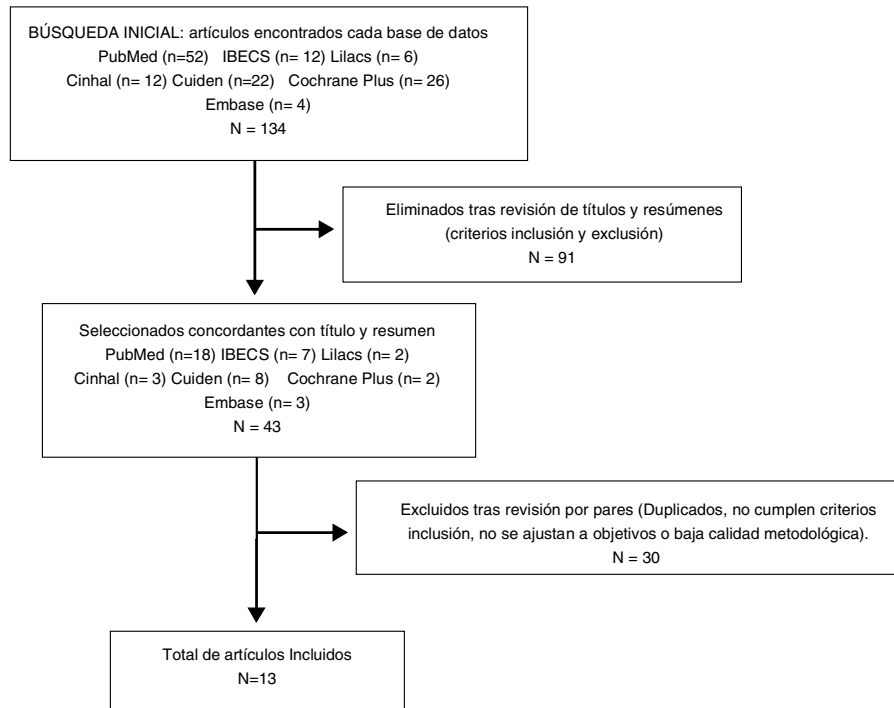 BÚSQUEDA INICIAL: artículos encontrados cada base de datos
PubMed (n=52) IBECS (n= 12) Lilacs (n= 6)
Cinhal (n= 12) Cuiden (n=22) Cochrane Plus (n= 26)
Embase (n= 4)
N = 134
Eliminados tras revisión de títulos y resúmenes
(criterios inclusión y exclusión)
N = 91
Seleccionados concordantes con título y resumen
PubMed (n=18) IBECS (n= 7) Lilacs (n= 2)
Cinhal (n= 3) Cuiden (n= 8) Cochrane Plus (n= 2)
Embase (n= 3)
N = 43
Excluidos tras revisión por pares (Duplicados, no cumplen criterios
inclusión, no se ajustan a objetivos o baja calidad metodológica).
N = 30
Total de artículos Incluidos
N=13